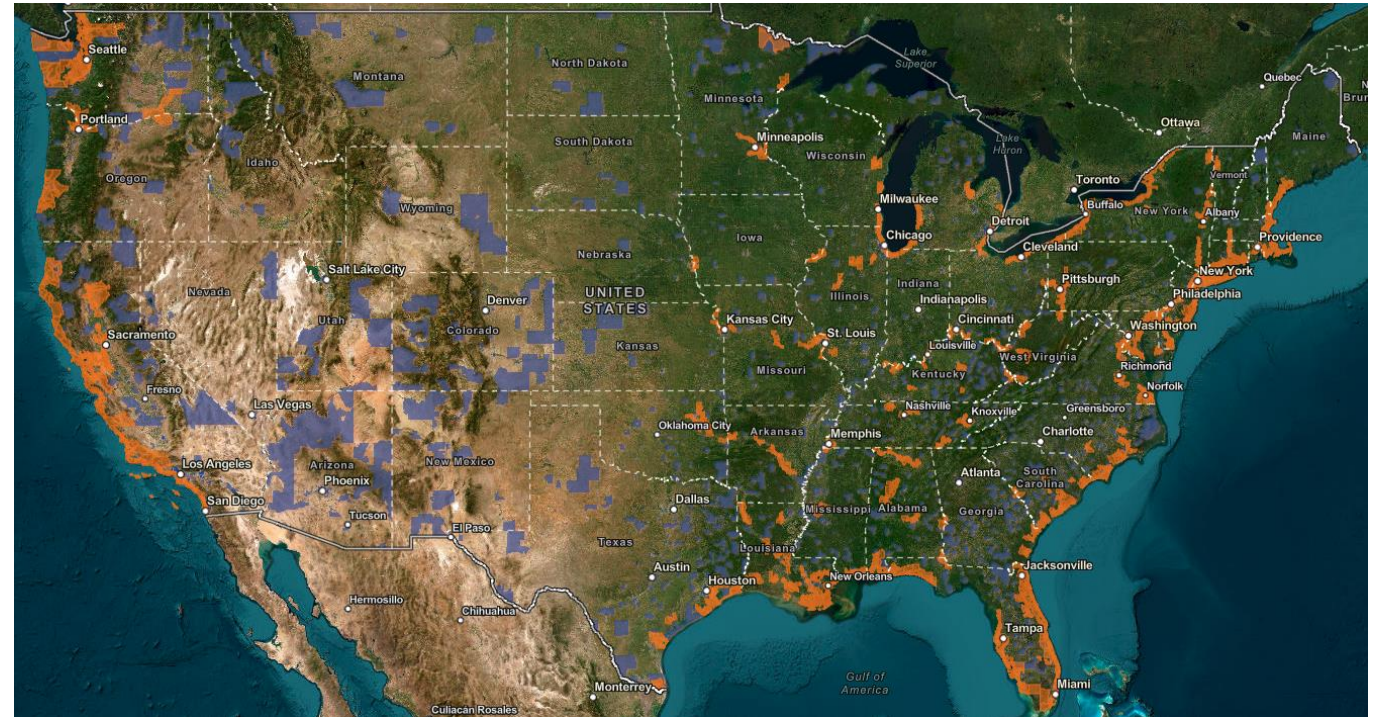 Seattle
Montana
North Dakota
Lake
Superior
Quebec
N
Brun
Minnesota
Ottawa
Portland
Minneapolis
Maine
South Dakota
Lake
Huron
Wisconsin
Idaho
Oregon
Vermont
Toronto
Wyoming
Milwaukee
Buffalo
New York
Albany
Detroit
Chicago
Iowa
Providence
Cleveland
Nebraska
Salt Lake City
New York
Pittsburgh
Nevada
UNITED
STATES
Illinois
Indiana
Denver
Indianapolis
Philadelphia
Utah
Colorado
Kansas City
Cincinnati
Washington
Sacramento
St. Louis
Kansas
Louisville
West Virginia
Richmond
Missouri
Kentucky
Fresno
Norfolk
Las Vegas
Nashville
Knoxville
Greensboro
Oklahoma City
Arkansas
Memphis
Charlotte
Los Angeles
Arizona
New Mexico
Atlanta
South
Carolina
Phoenix
San Diego
Dallas
Mississippi
Alabama
Georgia
Tucson
El Paso
Texas
Louisiana
Jacksonville
Austin
Houston
New Orleans
Hermosillo
Chihuahua
Tampa
Gulf of
America
Miami
Monterrey
Culiacán Rosales